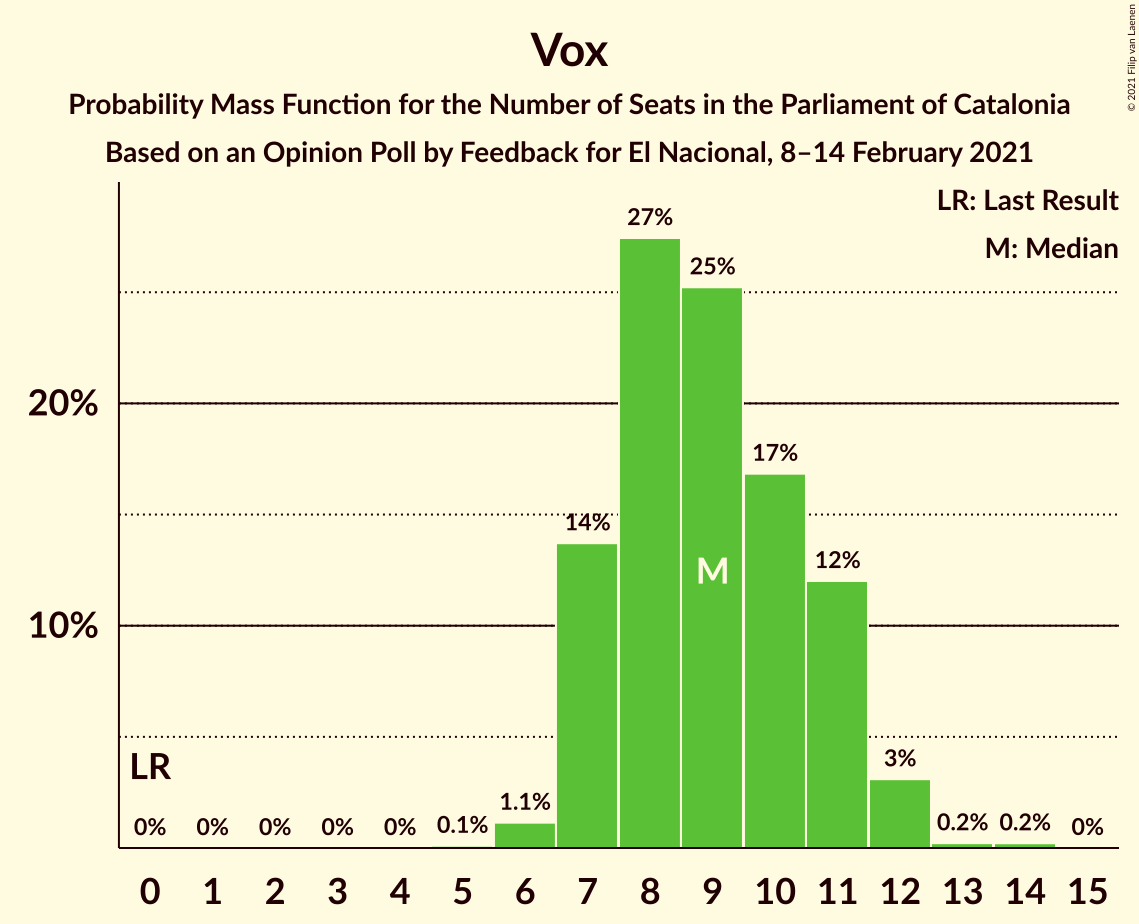 © 2021 Filip van Laenen
Vox
Probability Mass Function for the Number of Seats in the Parliament of Catalonia
Based on an Opinion Poll by Feedback for El Nacional, 8–14 February 2021
LR: Last Result
M: Median
27%
25%
20%
17%
14%
12%
M
10%
LR
3%
1.1%
0% 0% 0% 0% 0% 0.1% 0.2% 0.2% 0%
0 1 2 3 4 5 6 7 8 9 10 11 12 13 14 15